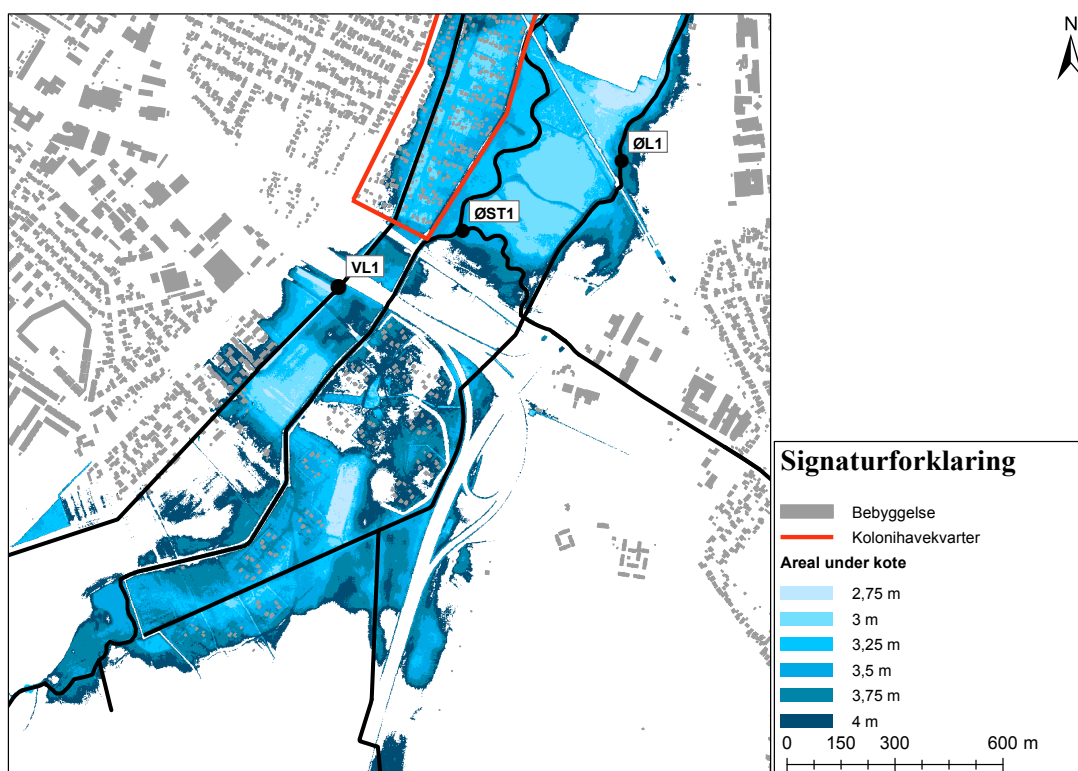 N
ØL1
ØST1
VL1
Signaturforklaring
Bebyggelse
Kolonihavekvarter
Areal under kote
2,75 m
3 m
3,25 m
3,5 m
3,75 m
4 m
0 150 300 600 m